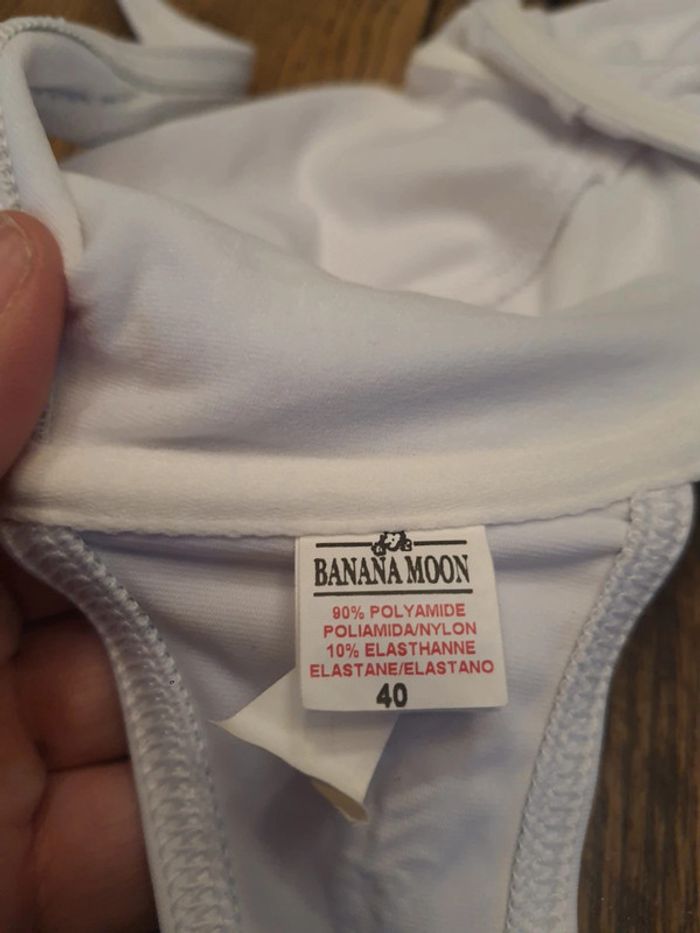 BANANA MOON
90% POLYAMIDE
POLIAMIDA/NYLON
10% ELASTHANNE
ELASTANE/ELASTANO
40